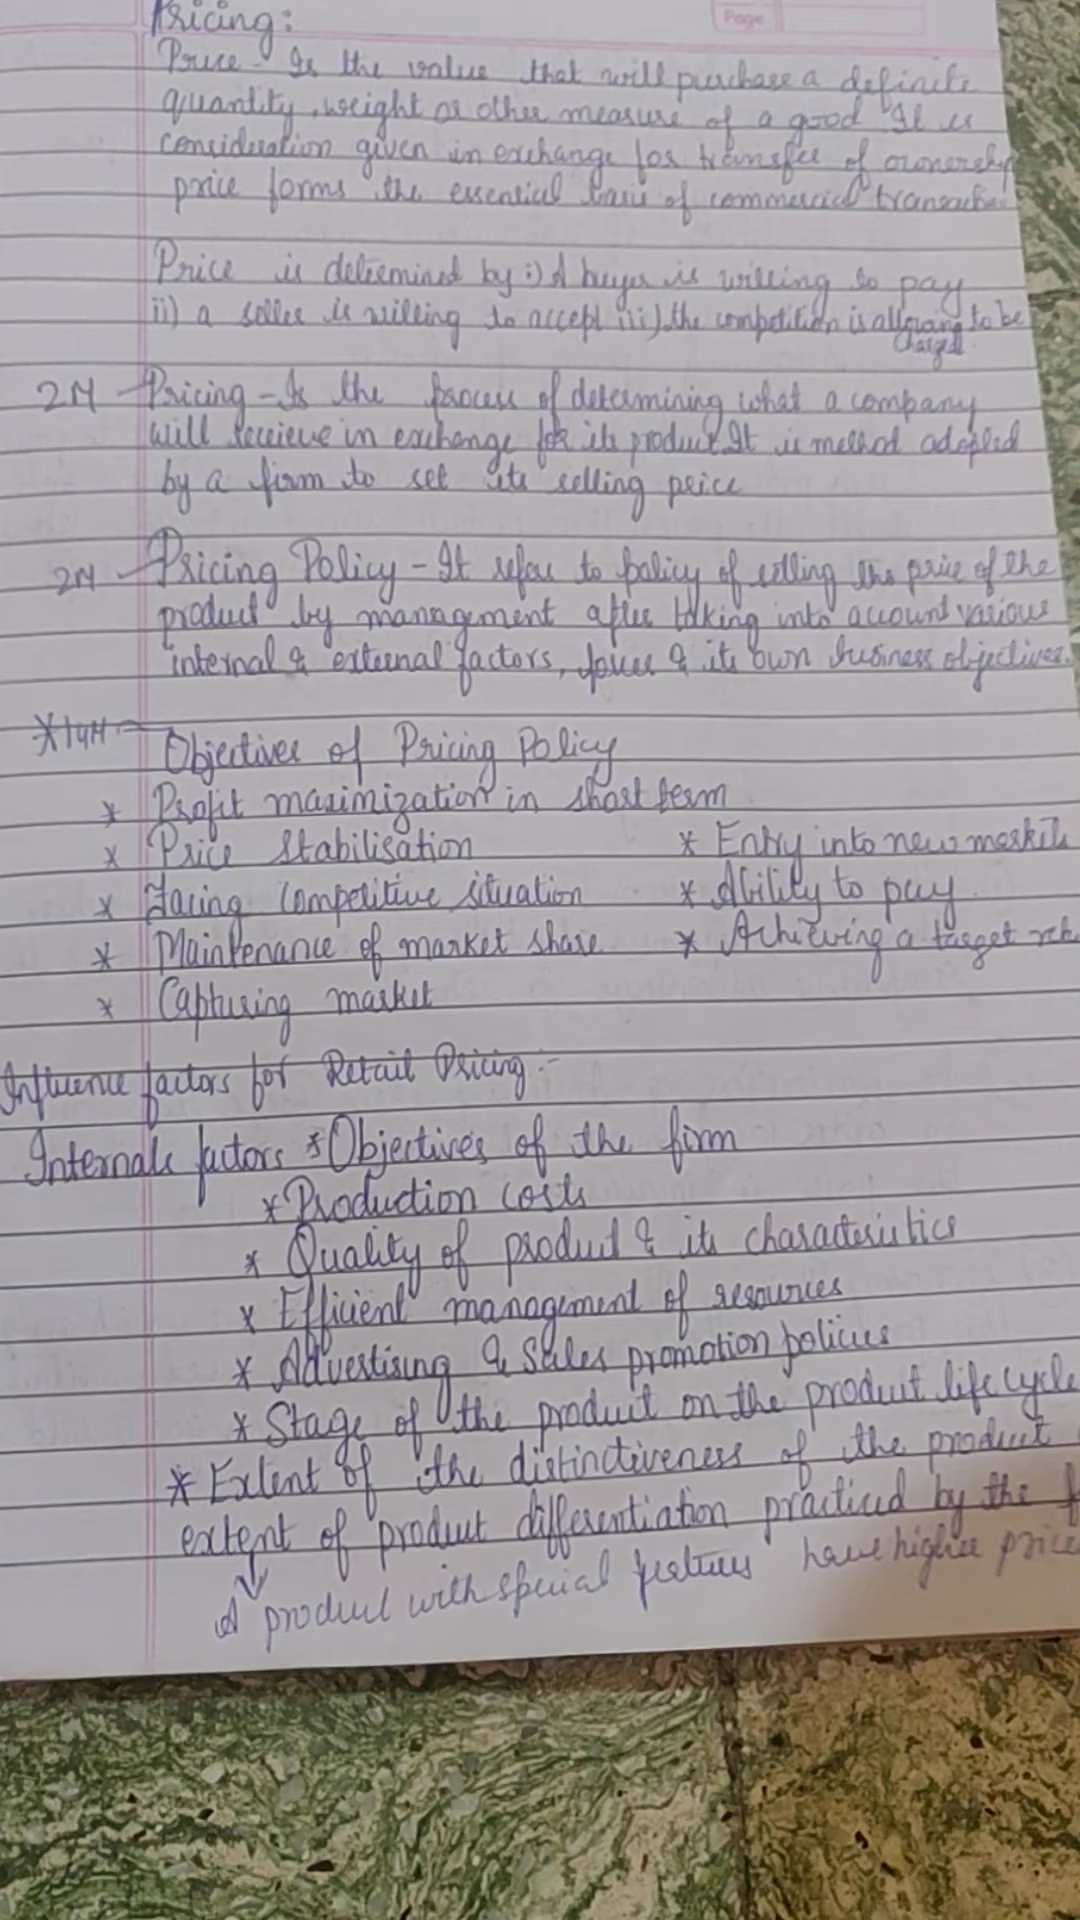 Pricing:
Page
Price - Is the value that will purchase a definite
quantity, weight or other measure of a good It is
consideration given in exchange for transfer of ownership
price forms the essential basis of commercial
Price is determined by :i) A buyer is willing to pay
ii) a seller is willing to accept iii) the competition is allowing to be
charged.
2M Pricing - Is the process of determining what a company
will receieve in exchange for its product. It is method adopted
by a firm to set its selling price
2M Pricing Policy - It refers to policy of setting the price of the
product by management after taking into account various
internal & external factors, forces & its own business objectives.
*14M Objectives of Pricing Policy
* Profit maximization in short term
* Price Stabilisation * Entry into new markets
* Facing Competitive situation * Ability to pay.
* Maintenance of market share * Achieving a target
* Capturing market
Influence factors for Retail Pricing :-
Internals factors * Objectives of the firm
* Production costs
* Quality of product & its characteristics
* Efficient management of resources
* Advertising & Sales promotion policies
* Stage of the product on the product life cycle
* Extent of the distinctiveness of the product
extent of product differentiation practiced by the
A product with special features have higher price